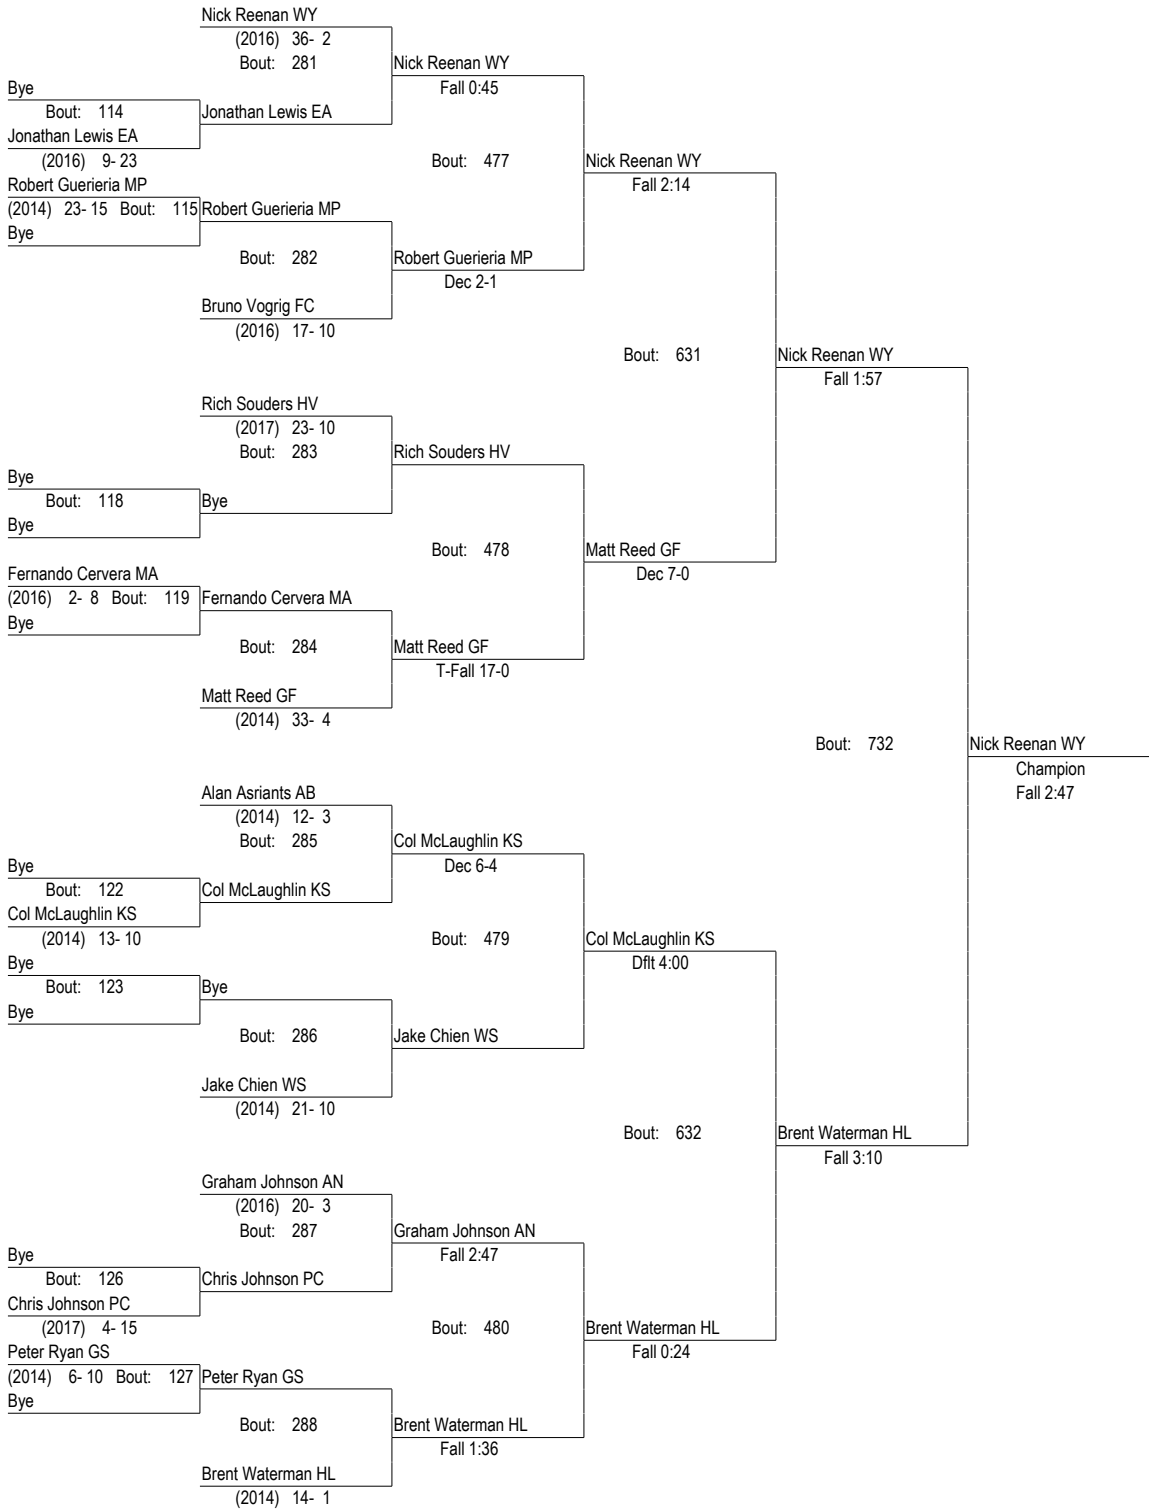 Nick Reenan WY
(2016) 36- 2
Bout: 281
Nick Reenan WY
Bye
Fall 0:45
Bout: 114
Jonathan Lewis EA
Jonathan Lewis EA
(2016) 9- 23
Bout: 477
Nick Reenan WY
Robert Guerieria MP
Fall 2:14
(2014) 23- 15 Bout: 115
Robert Guerieria MP
Bye
Bout: 282
Robert Guerieria MP
Dec 2-1
Bruno Vogrig FC
(2016) 17- 10
Bout: 631
Nick Reenan WY
Fall 1:57
Rich Souders HV
(2017) 23- 10
Bout: 283
Rich Souders HV
Bye
Bout: 118
Bye
Bye
Bout: 478
Matt Reed GF
Fernando Cervera MA
Dec 7-0
(2016) 2- 8 Bout: 119
Fernando Cervera MA
Bye
Bout: 284
Matt Reed GF
T-Fall 17-0
Matt Reed GF
(2014) 33- 4
Bout: 732
Nick Reenan WY
Champion
Fall 2:47
Alan Asriants AB
(2014) 12- 3
Bout: 285
Col McLaughlin KS
Bye
Dec 6-4
Bout: 122
Col McLaughlin KS
Col McLaughlin KS
(2014) 13- 10
Bout: 479
Col McLaughlin KS
Bye
Dflt 4:00
Bout: 123
Bye
Bye
Bout: 286
Jake Chien WS
Jake Chien WS
(2014) 21- 10
Bout: 632
Brent Waterman HL
Fall 3:10
Graham Johnson AN
(2016) 20- 3
Bout: 287
Graham Johnson AN
Bye
Fall 2:47
Bout: 126
Chris Johnson PC
Chris Johnson PC
(2017) 4- 15
Bout: 480
Brent Waterman HL
Peter Ryan GS
Fall 0:24
(2014) 6- 10 Bout: 127
Peter Ryan GS
Bye
Bout: 288
Brent Waterman HL
Fall 1:36
Brent Waterman HL
(2014) 14- 1